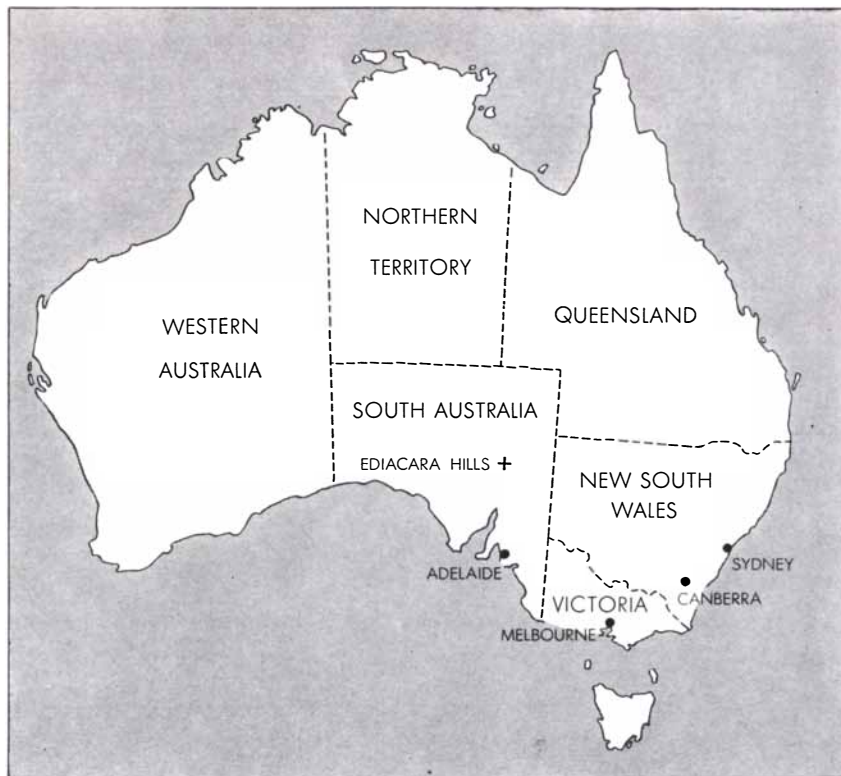 NORTHERN
TERRITORY
WESTERN
AUSTRALIA
QUEENSLAND
SOUTH AUSTRALIA
EDIACARA HILLS
NEW SOUTH
WALES
ADELAIDE
SYDNEY
CANBERRA
VICTORIA
MELBOURNE